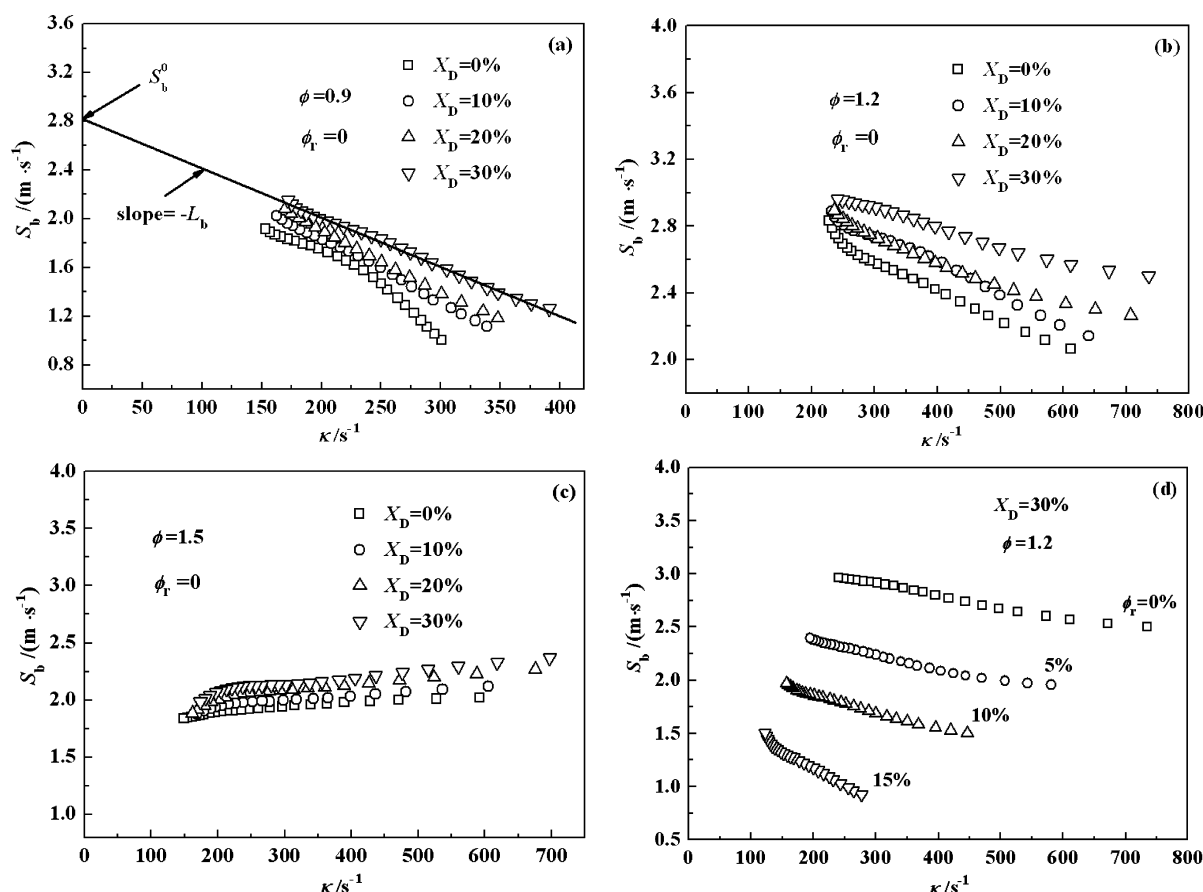 (a)
S_b^0
X_D=0%
X_D=10%
X_D=20%
X_D=30%
ϕ=0.9
ϕ_r=0
slope= -L_b
3.6
3.2
2.8
2.4
2.0
1.6
1.2
0.8
S_b /(m ·s⁻¹)
0 50 100 150 200 250 300 350 400
κ /s⁻¹
(b)
X_D=0%
X_D=10%
X_D=20%
X_D=30%
ϕ=1.2
ϕ_r=0
4.0
3.6
3.2
2.8
2.4
2.0
S_b /(m ·s⁻¹)
0 100 200 300 400 500 600 700 800
κ /s⁻¹
(c)
X_D=0%
X_D=10%
X_D=20%
X_D=30%
ϕ=1.5
ϕ_r=0
4.0
3.5
3.0
2.5
2.0
1.5
1.0
S_b /(m ·s⁻¹)
0 100 200 300 400 500 600 700
κ /s⁻¹
(d)
X_D=30%
ϕ=1.2
ϕ_r=0%
5%
10%
15%
4.0
3.5
3.0
2.5
2.0
1.5
1.0
0.5
S_b /(m ·s⁻¹)
0 100 200 300 400 500 600 700 800
κ /s⁻¹